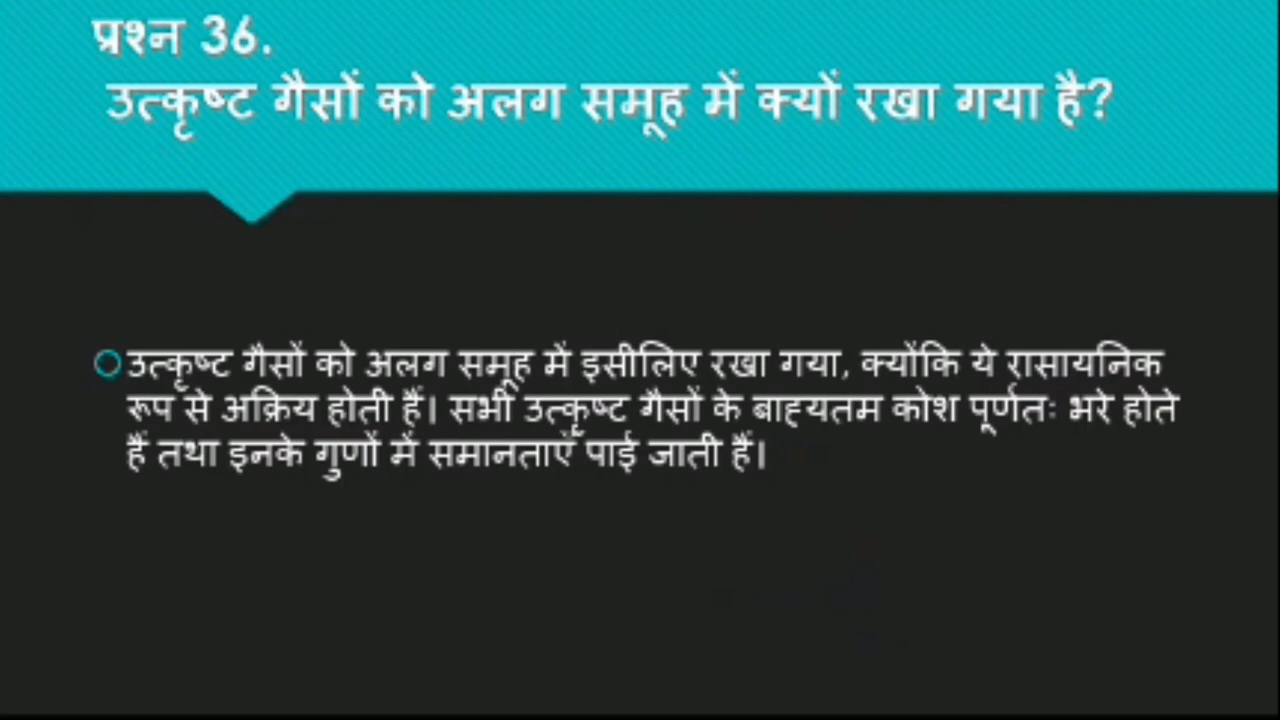 प्रश्न 36.
उत्कृष्ट गैसों को अलग समूह में क्यों रखा गया है?
उत्कृष्ट गैसों को अलग समूह में इसीलिए रखा गया, क्योंकि ये रासायनिक
रूप से अक्रिय होती हैं। सभी उत्कृष्ट गैसों के बाह्यतम कोश पूर्णतः भरे होते
हैं तथा इनके गुणों में समानताएँ पाई जाती हैं।